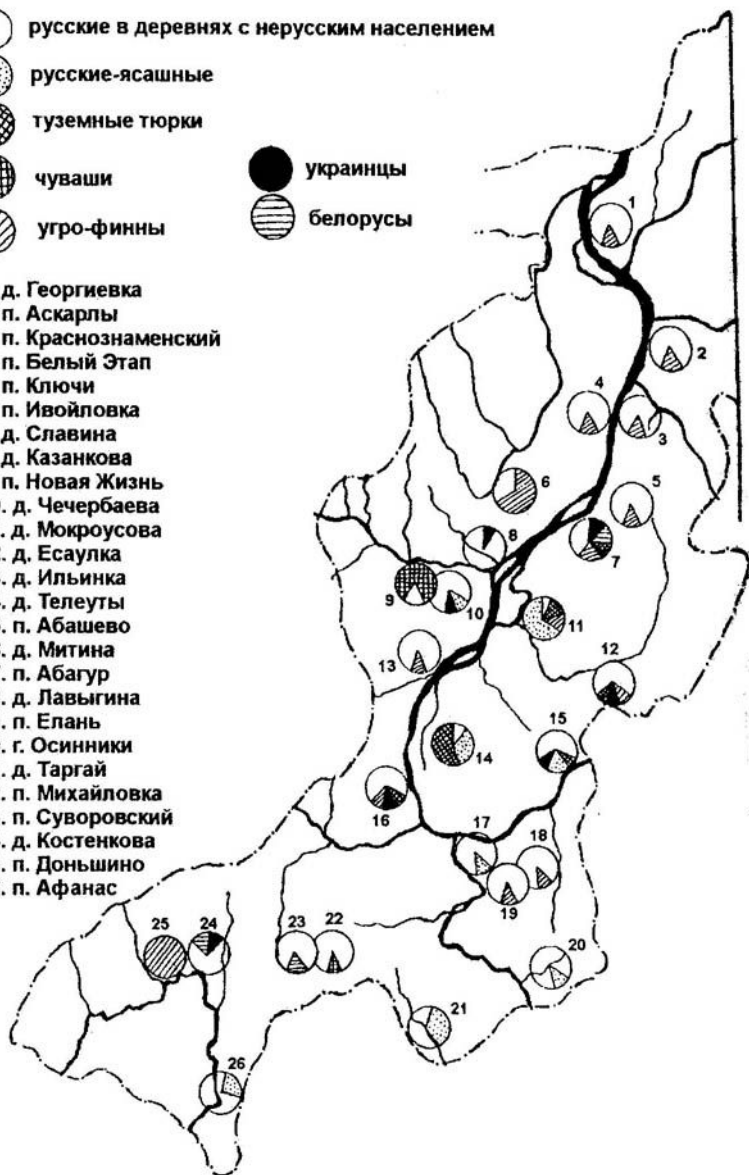 русские в деревнях с нерусским населением
русские-ясашные
туземные тюрки
чуваши
угро-финны
украинцы
белорусы
д. Георгиевка
п. Аскарлы
п. Краснознаменский
п. Белый Этап
п. Ключи
п. Ивойловка
д. Славина
д. Казанкова
п. Новая Жизнь
д. Чечербаева
д. Мокроусова
д. Есаулка
д. Ильинка
д. Телеуты
п. Абашево
д. Митина
п. Абагур
д. Лавыгина
п. Елань
г. Осинники
д. Таргай
п. Михайловка
п. Суворовский
д. Костенкова
п. Доньшино
п. Афанас
1
2
3
4
5
6
7
8
9
10
11
12
13
14
15
16
17
18
19
20
21
22
23
24
25
26